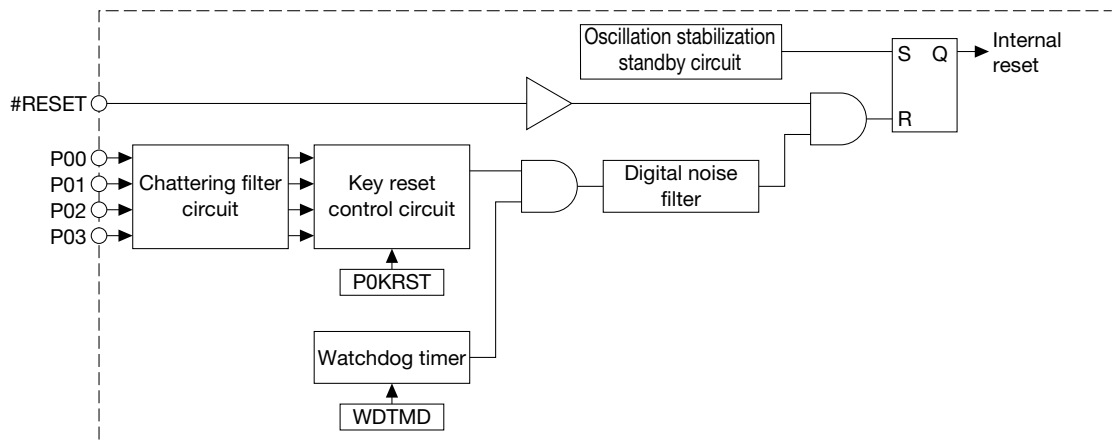 Oscillation stabilization
standby circuit
S Q
Internal
reset
#RESET
R
P00
P01
P02
P03
Chattering filter
circuit
Key reset
control circuit
Digital noise
filter
P0KRST
Watchdog timer
WDTMD